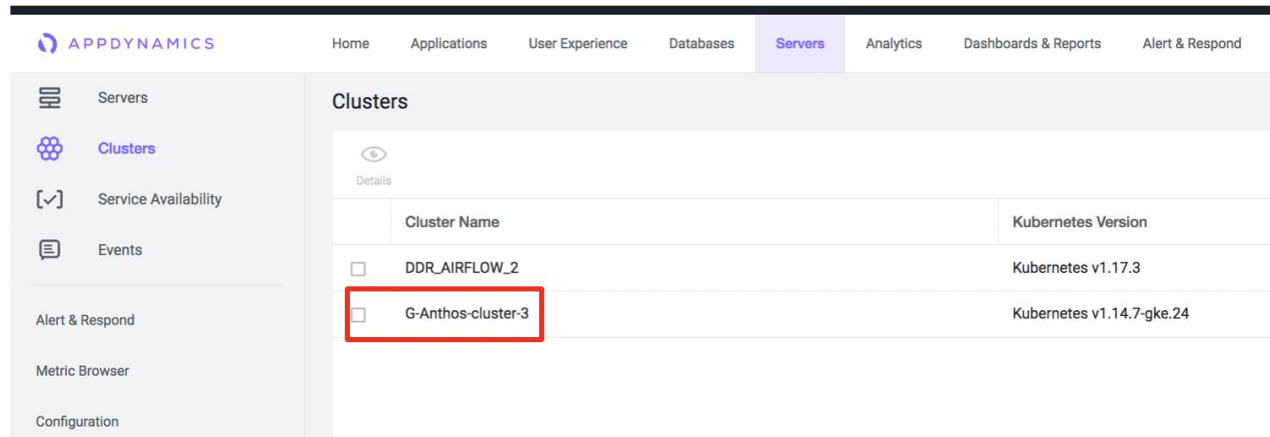 APPDYNAMICS
Home Applications User Experience Databases Servers Analytics Dashboards & Reports Alert & Respond
Servers
Clusters
Service Availability
Events
Alert & Respond
Metric Browser
Configuration
Clusters
Details
Cluster Name Kubernetes Version
DDR_AIRFLOW_2 Kubernetes v1.17.3
G-Anthos-cluster-3 Kubernetes v1.14.7-gke.24